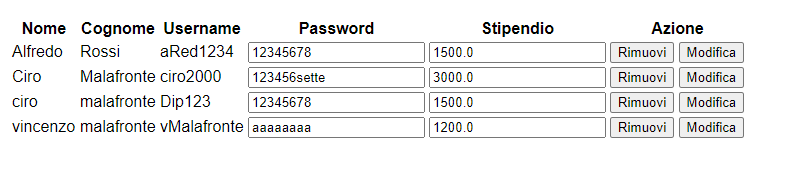 Nome Cognome Username Password Stipendio Azione
Alfredo Rossi aRed1234 12345678 1500.0 Rimuovi Modifica
Ciro Malafronte ciro2000 123456sette 3000.0 Rimuovi Modifica
ciro malafronte Dip123 12345678 1500.0 Rimuovi Modifica
vincenzo malafronte vMalafronte aaaaaaaa 1200.0 Rimuovi Modifica